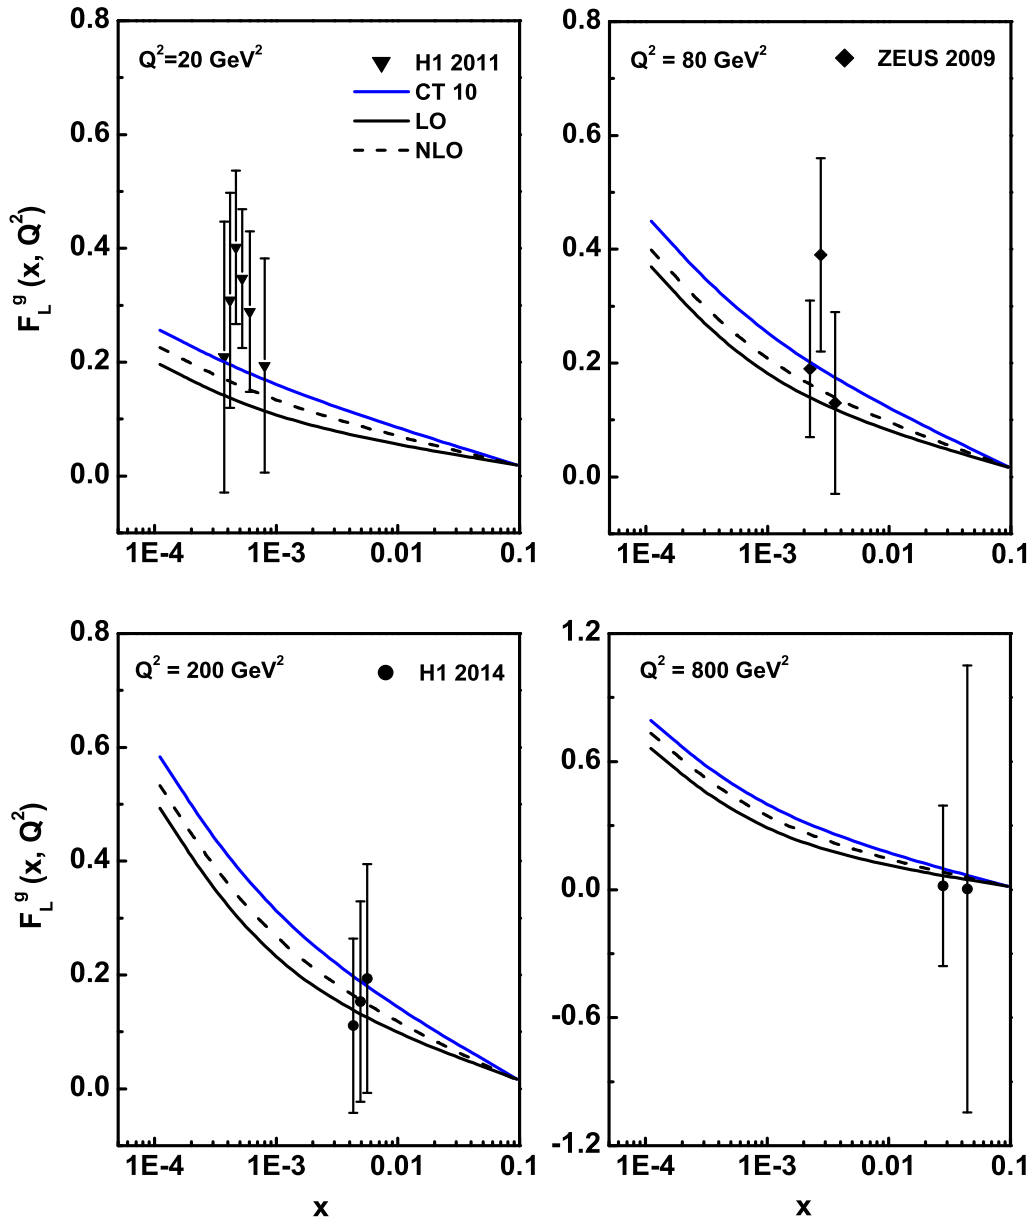 0.8
Q²=20 GeV²
H1 2011
CT 10
LO
NLO
0.6
0.4
0.2
0.0
F_L^g (x, Q²)
1E-4 1E-3 0.01 0.1
0.8
Q² = 80 GeV²
ZEUS 2009
0.6
0.4
0.2
0.0
1E-4 1E-3 0.01 0.1
0.8
Q² = 200 GeV²
H1 2014
0.6
0.4
0.2
0.0
F_L^g (x, Q²)
1E-4 1E-3 0.01 0.1
x
1.2
Q² = 800 GeV²
0.6
0.0
-0.6
-1.2
1E-4 1E-3 0.01 0.1
x